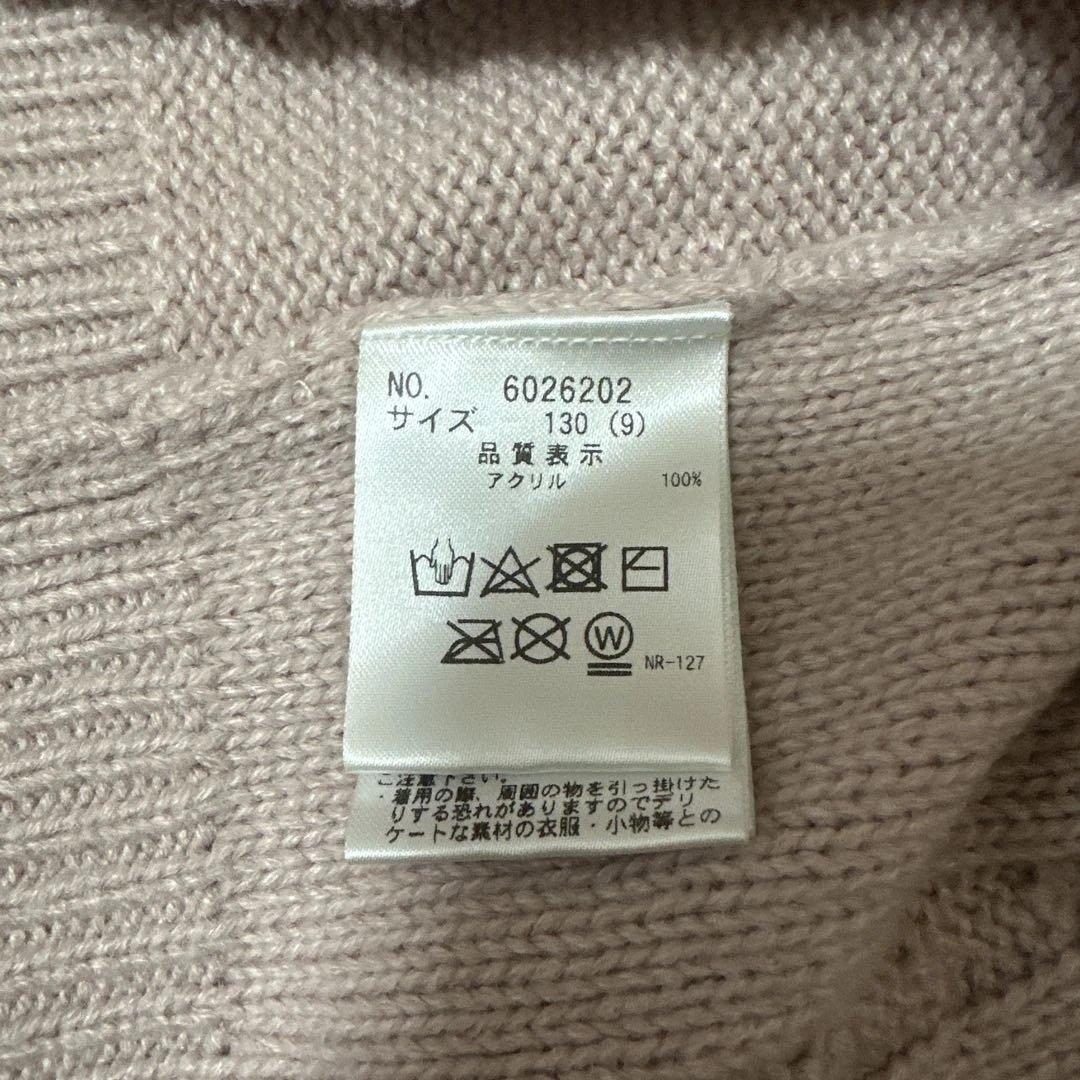 NO. 6026202
サイズ 130 (9)
品質表示
アクリル 100%
W
NR-127
ご注意下さい。
・着用の際、周囲の物を引っ掛けた
りする恐れがありますのでデリ
ケートな素材の衣服・小物等との